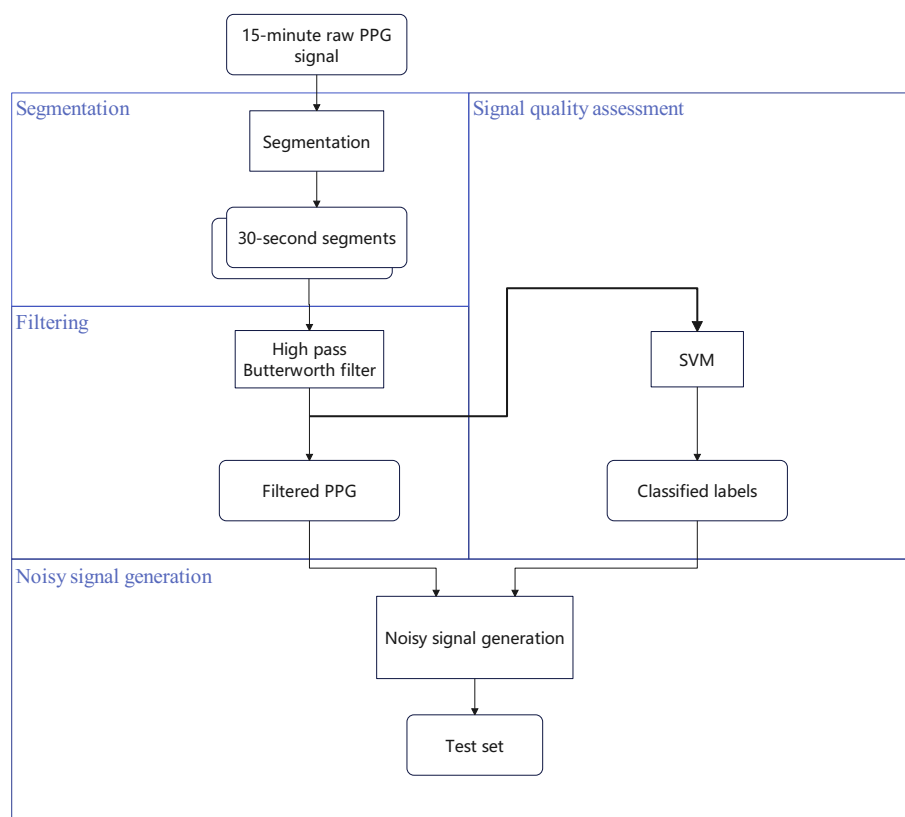 15-minute raw PPG
signal
Segmentation
Signal quality assessment
Segmentation
30-second segments
Filtering
High pass
Butterworth filter
SVM
Filtered PPG
Classified labels
Noisy signal generation
Noisy signal generation
Test set